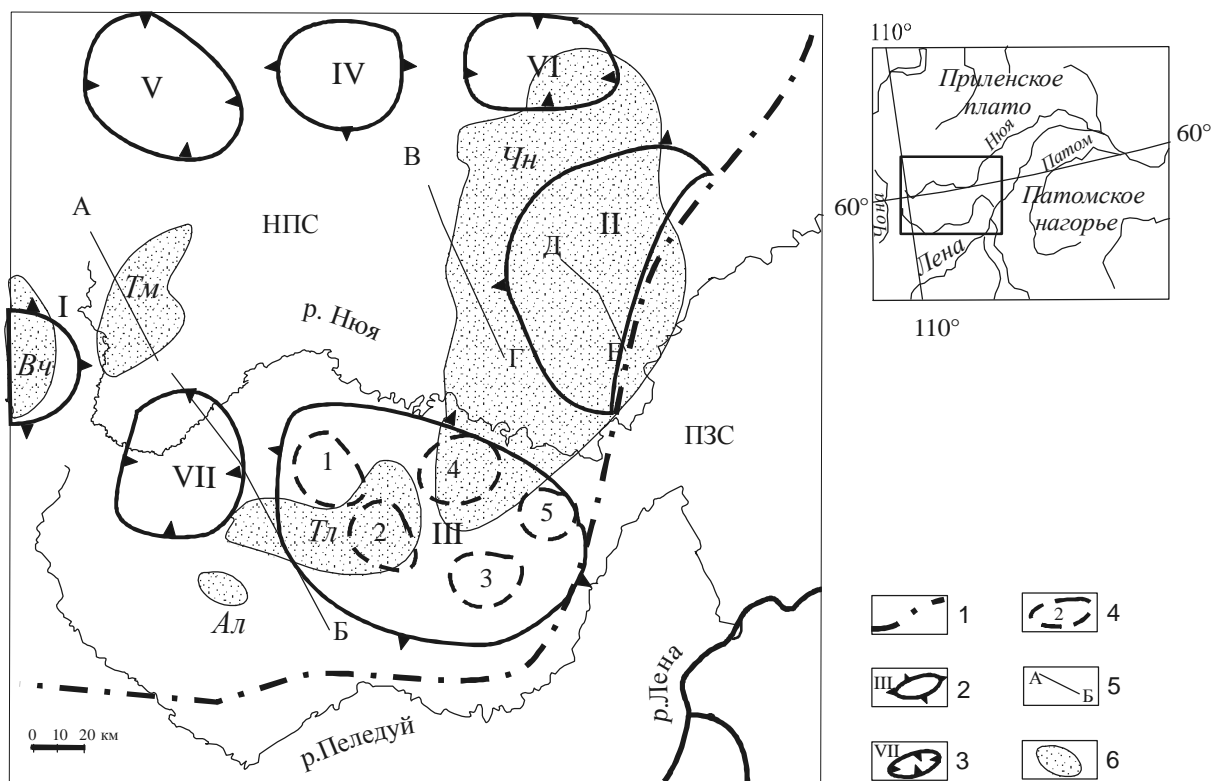 V
IV
VI
В
Чн
А
НПС
II
Д
Тм
I
р. Нюя
Вч
Г
Е
ПЗС
VII
1
4
5
Тл
2
III
3
Ал
Б
р.Лена
р.Пеледуй
0 10 20 км
110°
Приленское
плато
Нюя
60°
Патом
60°
Чона
Патомское
нагорье
Лена
110°
1
2 4
III 2
А Б 5
VII 3
6